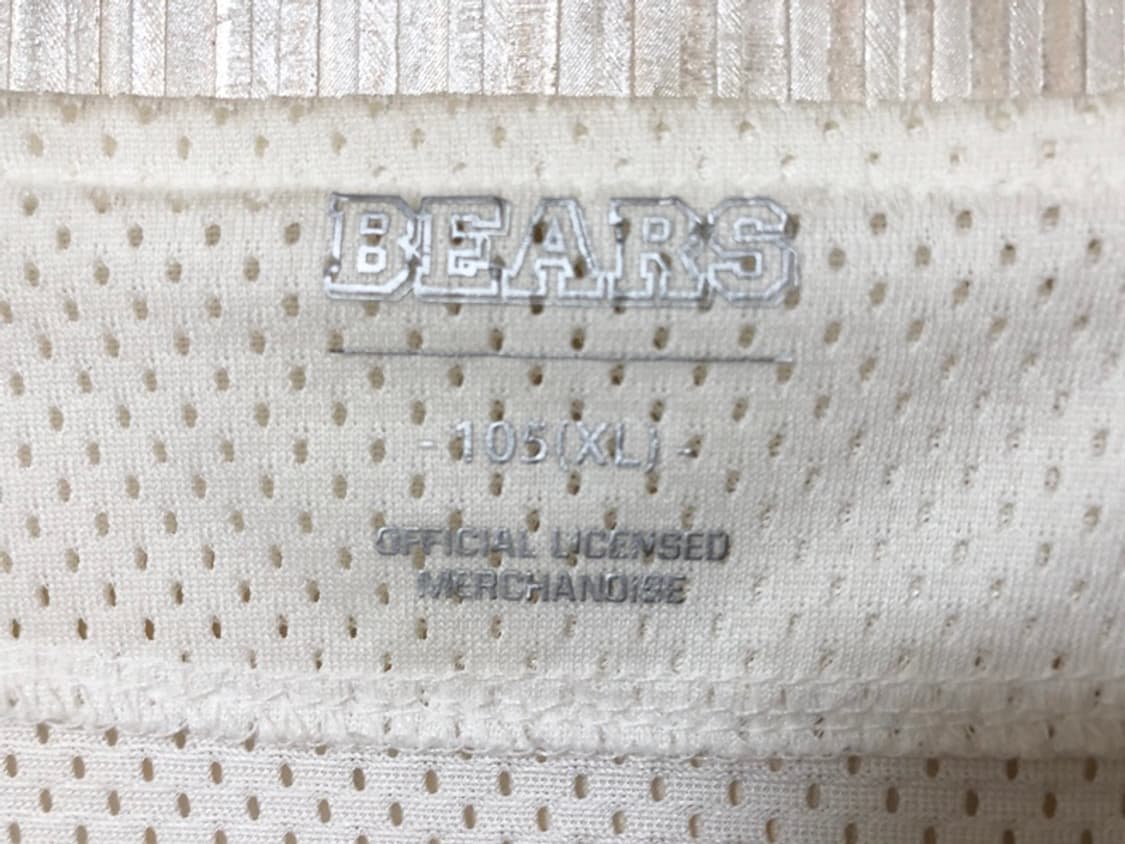 BEARS
- 105(XL) -
OFFICIAL LICENSED
MERCHANDISE